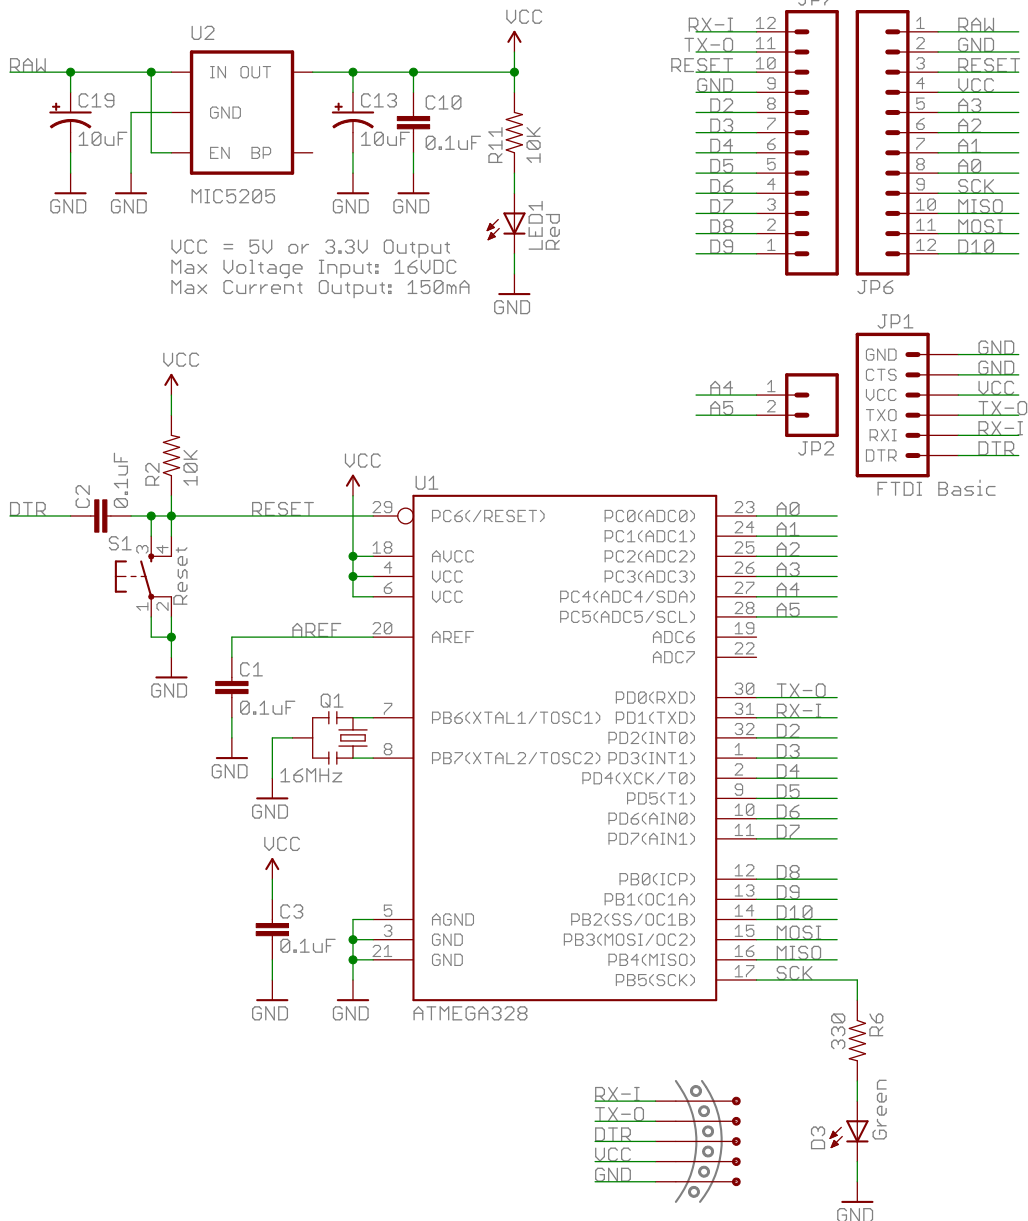 VCC
U2
RAW
IN OUT
GND
EN BP
MIC5205
C19
10uF
GND
GND
C13
10uF
GND
C10
0.1uF
GND
R11
10K
LED1
Red
GND
VCC = 5V or 3.3V Output
Max Voltage Input: 16VDC
Max Current Output: 150mA
JP7
RX-I 12
TX-O 11
RESET 10
GND 9
D2 8
D3 7
D4 6
D5 5
D6 4
D7 3
D8 2
D9 1
1 RAW
2 GND
3 RESET
4 VCC
5 A3
6 A2
7 A1
8 A0
9 SCK
10 MISO
11 MOSI
12 D10
JP6
JP1
GND GND
CTS GND
VCC VCC
TXO TX-O
RXI RX-I
DTR DTR
FTDI Basic
A4 1
A5 2
JP2
VCC
R2
10K
DTR
C2
0.1uF
RESET
S1
3 4
1 2
Reset
GND
VCC
U1
29 PC6(/RESET)
18 AVCC
4 VCC
6 VCC
AREF 20 AREF
C1
0.1uF
GND
Q1
16MHz
GND
7 PB6(XTAL1/TOSC1)
8 PB7(XTAL2/TOSC2)
VCC
C3
0.1uF
GND
5 AGND
3 GND
21 GND
GND
ATMEGA328
PC0(ADC0) 23 A0
PC1(ADC1) 24 A1
PC2(ADC2) 25 A2
PC3(ADC3) 26 A3
PC4(ADC4/SDA) 27 A4
PC5(ADC5/SCL) 28 A5
ADC6 19
ADC7 22
PD0(RXD) 30 TX-O
PD1(TXD) 31 RX-I
PD2(INT0) 32 D2
PD3(INT1) 1 D3
PD4(XCK/T0) 2 D4
PD5(T1) 9 D5
PD6(AIN0) 10 D6
PD7(AIN1) 11 D7
PB0(ICP) 12 D8
PB1(OC1A) 13 D9
PB2(SS/OC1B) 14 D10
PB3(MOSI/OC2) 15 MOSI
PB4(MISO) 16 MISO
PB5(SCK) 17 SCK
330
R6
D3
Green
GND
RX-I
TX-O
DTR
VCC
GND